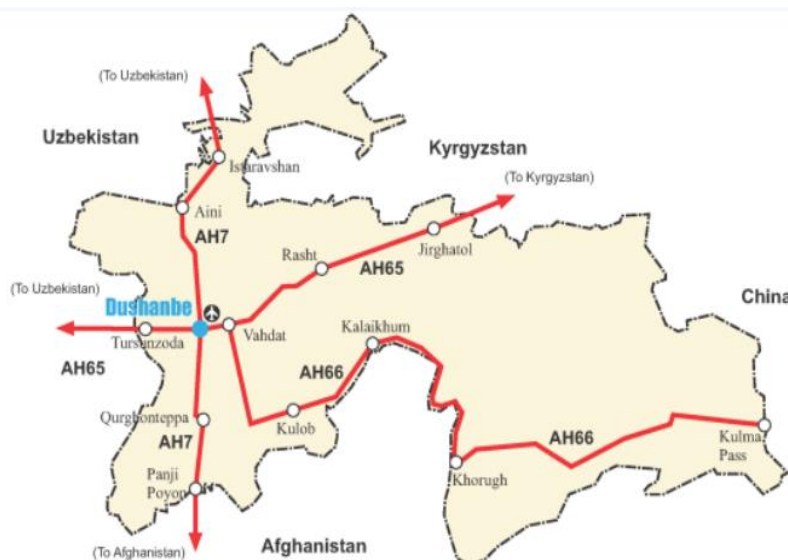 (To Uzbekistan)
Uzbekistan
Kyrgyzstan
Istaravshan
(To Kyrgyzstan)
Aini
AH7
Rasht
Jirghatol
AH65
(To Uzbekistan)
Dushanbe
China
Tursunzoda
Vahdat
Kalaikhum
AH65
AH66
Qurghonteppa
Kulob
AH7
AH66
Kulma
Pass
Panji
Poyon
Khorugh
(To Afghanistan)
Afghanistan